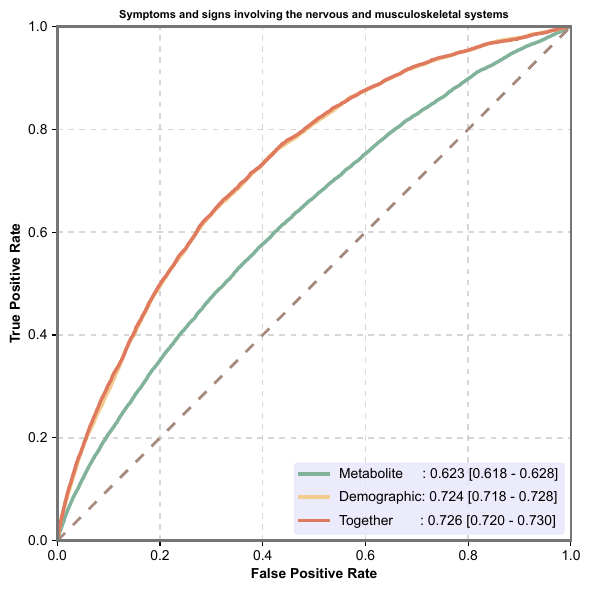 Symptoms and signs involving the nervous and musculoskeletal systems
1.0
0.8
0.6
0.4
0.2
0.0
True Positive Rate
Metabolite : 0.623 [0.618 - 0.628]
Demographic: 0.724 [0.718 - 0.728]
Together : 0.726 [0.720 - 0.730]
0.0 0.2 0.4 0.6 0.8 1.0
False Positive Rate